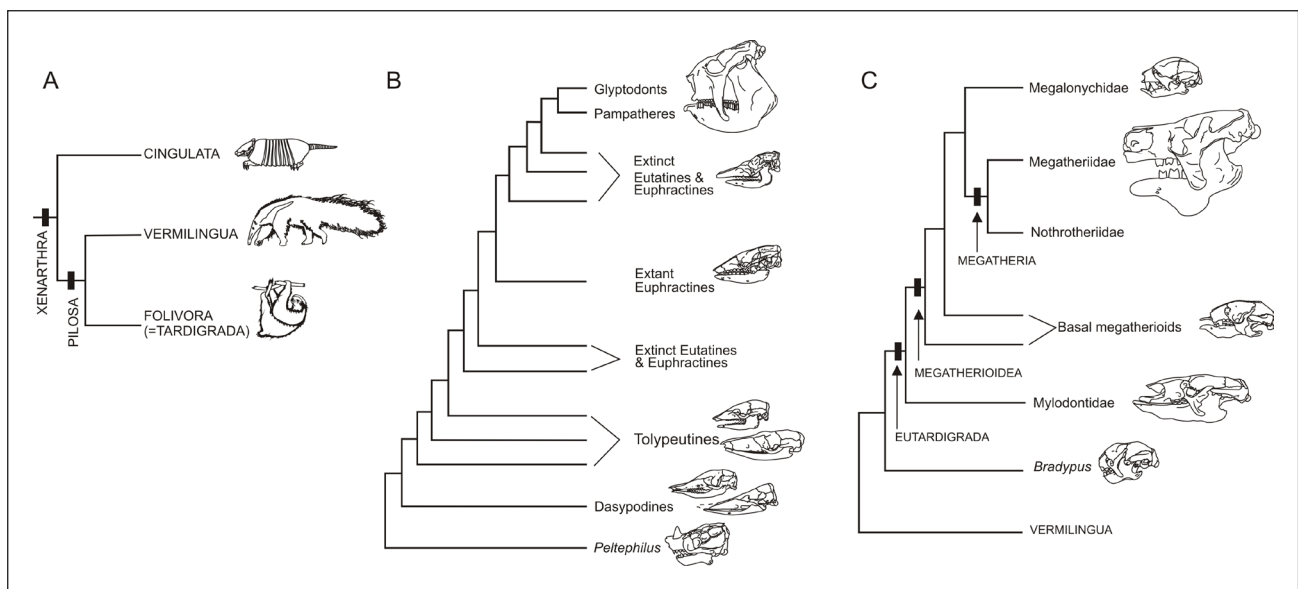 A
CINGULATA
VERMILINGUA
FOLIVORA
(=TARDIGRADA)
XENARTHRA
PILOSA
B
Glyptodonts
Pampatheres
Extinct
Eutatines &
Euphractines
Extant
Euphractines
Extinct Eutatines
& Euphractines
Tolypeutines
Dasypodines
Peltephilus
C
Megalonychidae
Megatheriidae
Nothrotheriidae
MEGATHERIA
Basal megatherioids
MEGATHERIOIDEA
Mylodontidae
EUTARDIGRADA
Bradypus
VERMILINGUA